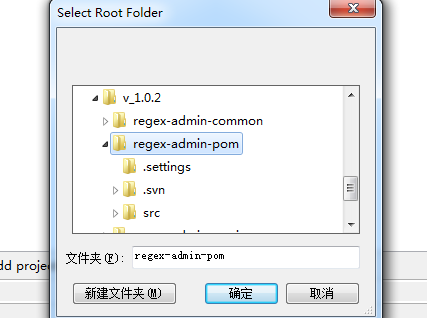 Select Root Folder
v_1.0.2
regex-admin-common
regex-admin-pom
.settings
.svn
src
dd projec
文件夹(F):
regex-admin-pom
新建文件夹(M)
确定
取消